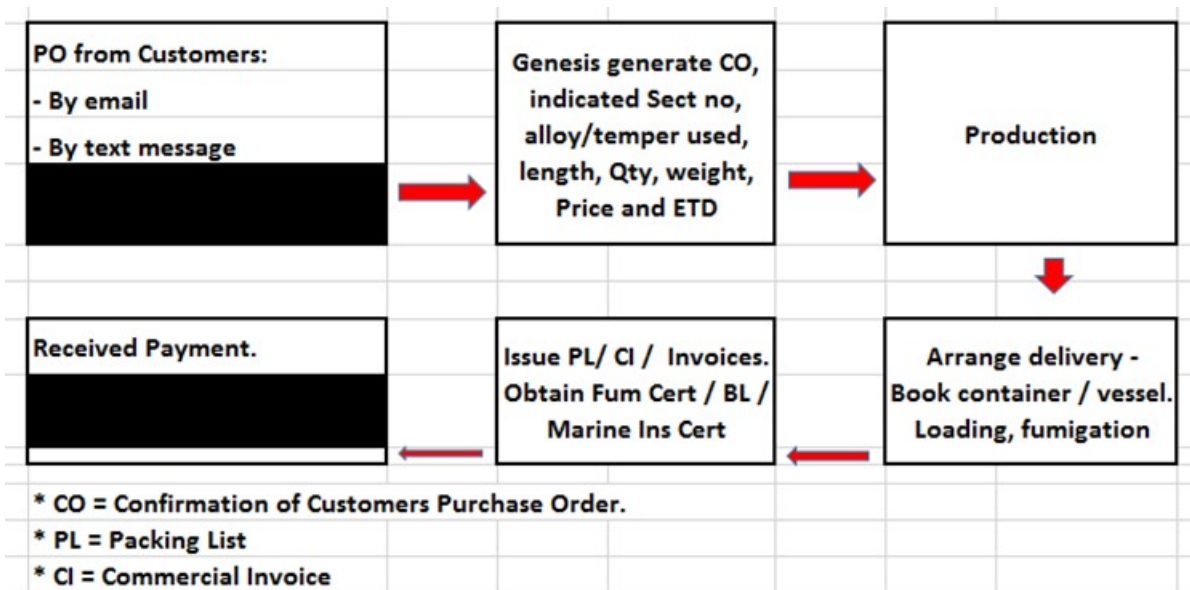 PO from Customers:
- By email
- By text message
Genesis generate CO,
indicated Sect no,
alloy/temper used,
length, Qty, weight,
Price and ETD
Production
Arrange delivery -
Book container / vessel.
Loading, fumigation
Issue PL/ CI / Invoices.
Obtain Fum Cert / BL /
Marine Ins Cert
Received Payment.
* CO = Confirmation of Customers Purchase Order.
* PL = Packing List
* CI = Commercial Invoice